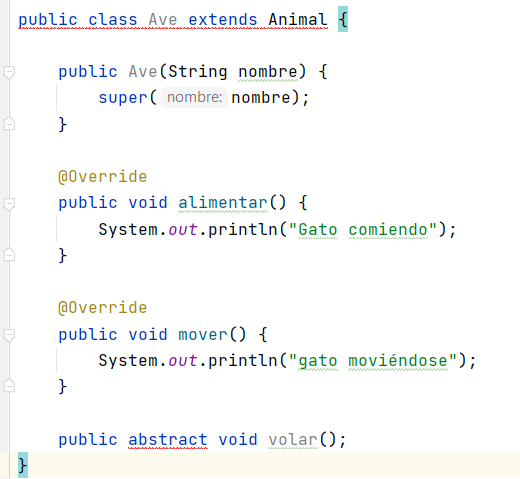 public class Ave extends Animal {
public Ave(String nombre) {
super( nombre: nombre);
}
@Override
public void alimentar() {
System.out.println("Gato comiendo");
}
@Override
public void mover() {
System.out.println("gato moviéndose");
}
public abstract void volar();
}